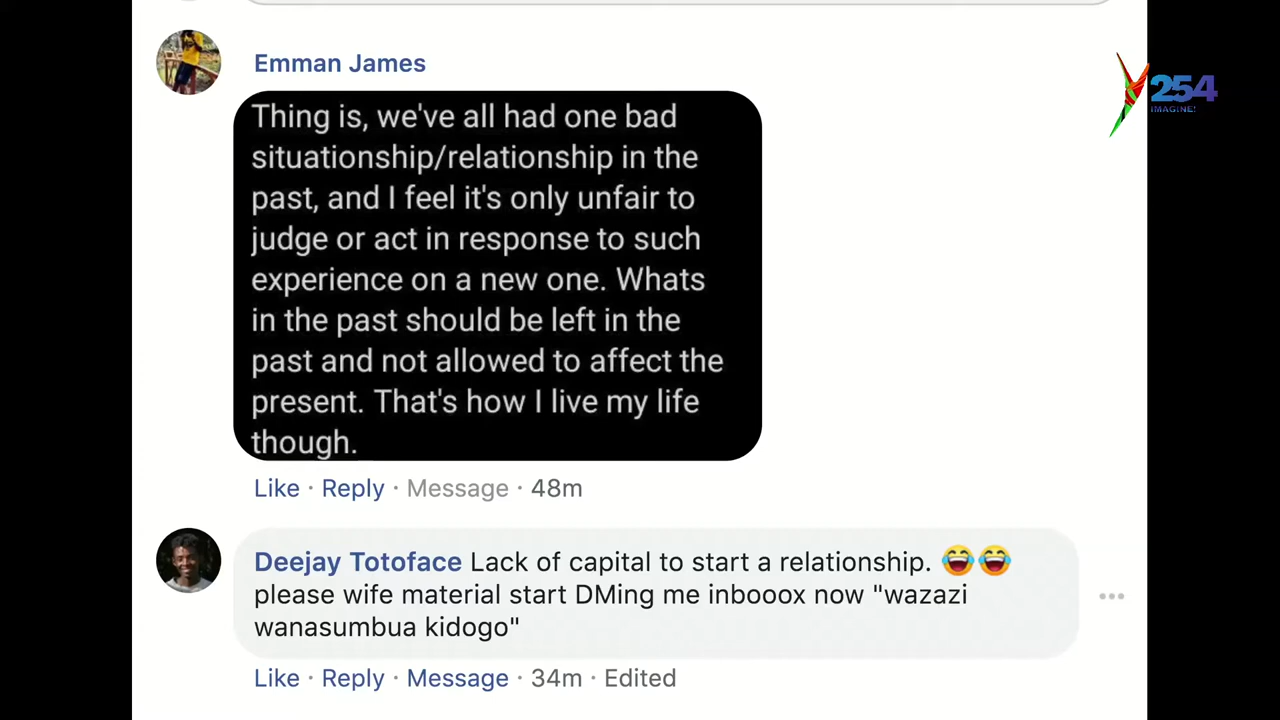 Emman James
Thing is, we've all had one bad
situationship/relationship in the
past, and I feel it's only unfair to
judge or act in response to such
experience on a new one. Whats
in the past should be left in the
past and not allowed to affect the
present. That's how I live my life
though.
Like · Reply · Message · 48m
Deejay Totoface Lack of capital to start a relationship. 😂😂
please wife material start DMing me inbooox now "wazazi
wanasumbua kidogo"
Like · Reply · Message · 34m · Edited
Y254
IMAGINE!